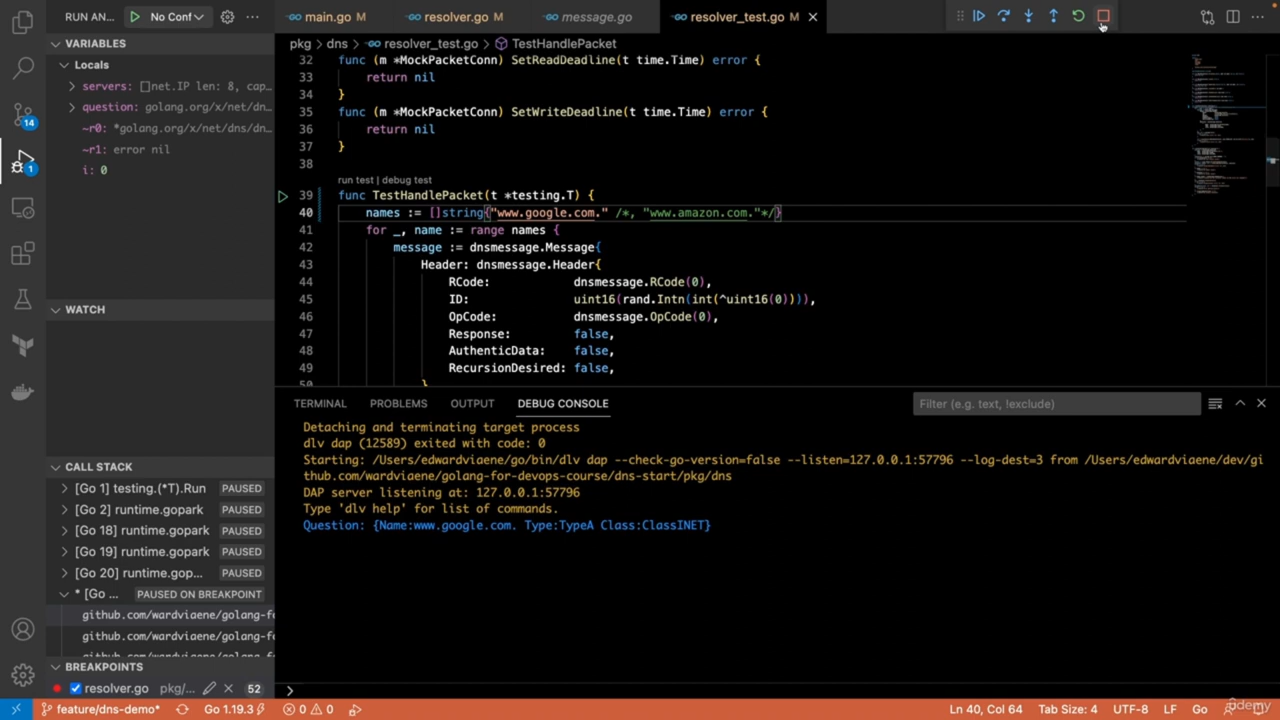 RUN AN... No Conf
main.go M resolver.go M message.go resolver_test.go M
VARIABLES
Locals
servers: []net.IP len: 8, cap...
question: golang.org/x/net/dn...
~r0: *golang.org/x/net/dns/dn...
~r1: error nil
i: 0
14
1
WATCH
CALL STACK
[Go 1] testing.(*T).Run PAUSED
[Go 2] runtime.gopark PAUSED
[Go 18] runtime.gopark PAUSED
[Go 19] runtime.gopark PAUSED
[Go 20] runtime.gop... PAUSED
* [Go ... PAUSED ON BREAKPOINT
github.com/wardviaene/golang-fo
github.com/wardviaene/golang-f
BREAKPOINTS
resolver.go pkg/... 52
pkg > dns > resolver_test.go > TestHandlePacket
32 func (m *MockPacketConn) SetReadDeadline(t time.Time) error {
33 return nil
34 }
35 func (m *MockPacketConn) SetWriteDeadline(t time.Time) error {
36 return nil
37 }
38
run test | debug test
39 func TestHandlePacket(t *testing.T) {
40 names := []string{"www.google.com." /*, "www.amazon.com."*/}
41 for _, name := range names {
42 message := dnsmessage.Message{
43 Header: dnsmessage.Header{
44 RCode: dnsmessage.RCode(0),
45 ID: uint16(rand.Intn(int(^uint16(0)))),
46 OpCode: dnsmessage.OpCode(0),
47 Response: false,
48 AuthenticData: false,
49 RecursionDesired: false,
50 }
TERMINAL PROBLEMS OUTPUT DEBUG CONSOLE Filter (e.g. text, !exclude)
Detaching and terminating target process
dlv dap (12589) exited with code: 0
Starting: /Users/edwardviaene/go/bin/dlv dap --check-go-version=false --listen=127.0.0.1:57796 --log-dest=3 from /Users/edwardviaene/dev/gi
thub.com/wardviaene/golang-for-devops-course/dns-start/pkg/dns
DAP server listening at: 127.0.0.1:57796
Type 'dlv help' for list of commands.
Question: {Name:www.google.com. Type:TypeA Class:ClassINET}
feature/dns-demo* Go 1.19.3 0 0 Ln 40, Col 64 Tab Size: 4 UTF-8 LF Go
udemy